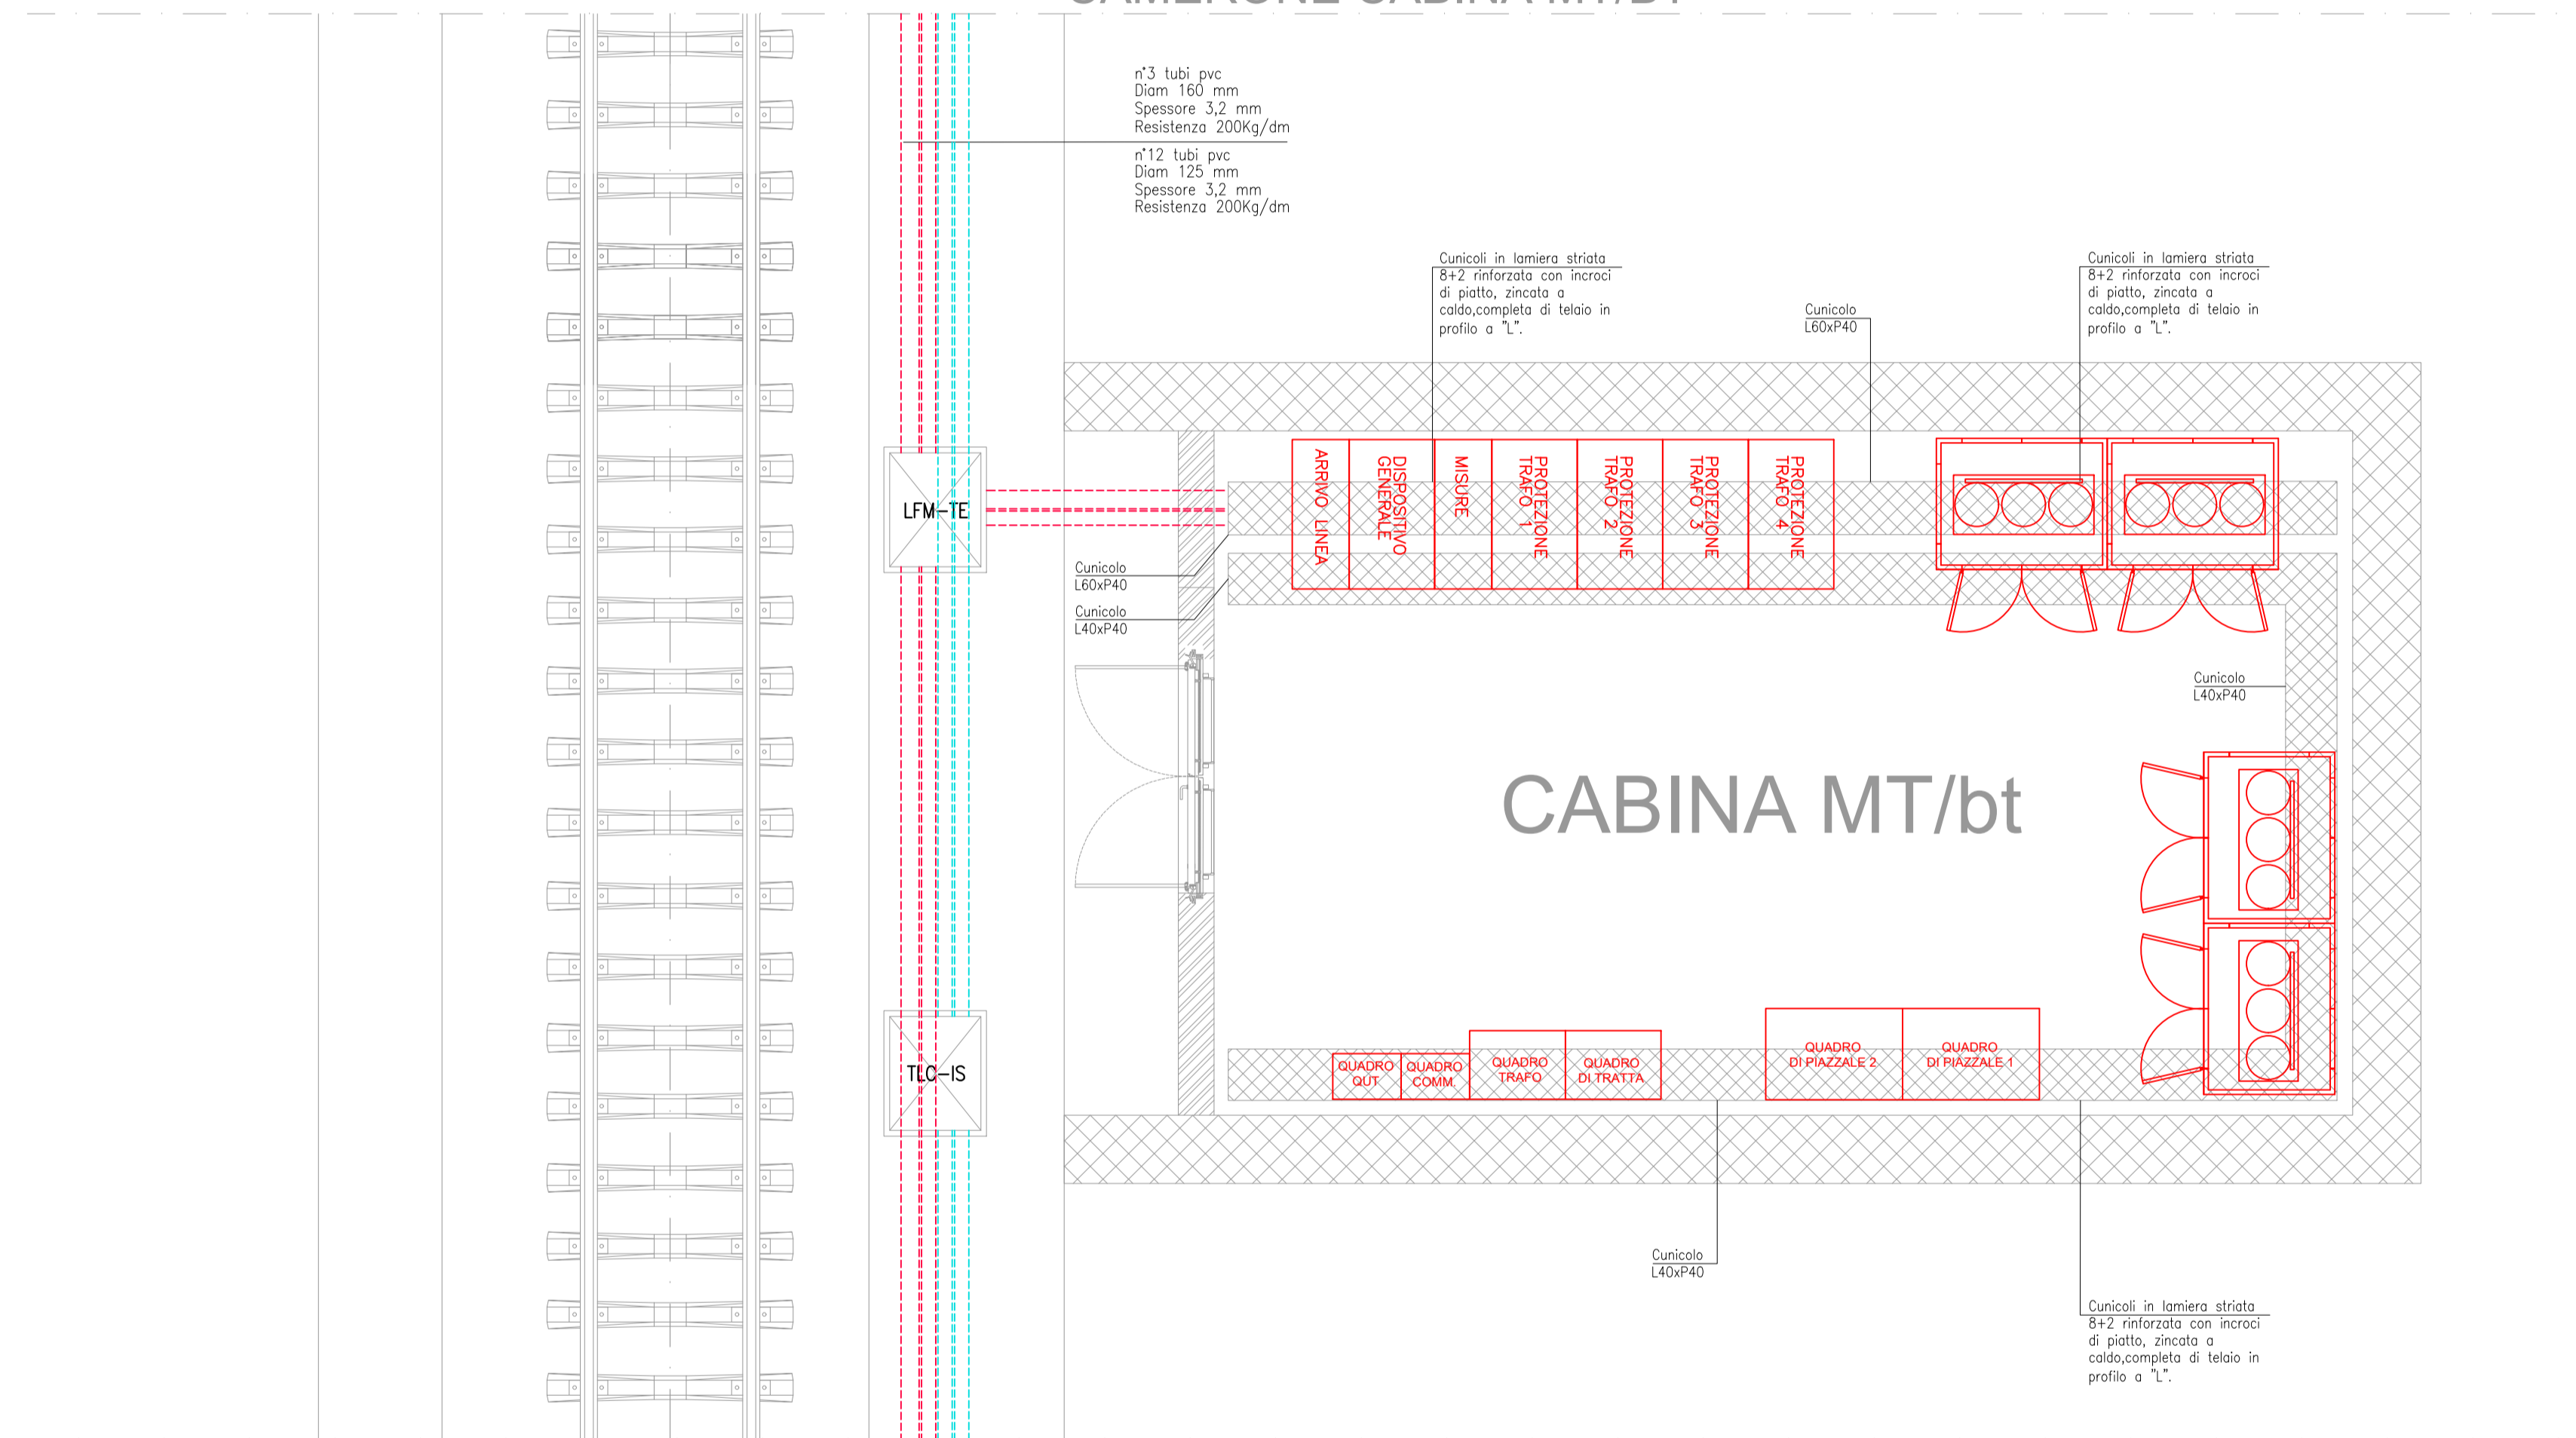 CAMERONE CABINA MT/BT
n°3 tubi pvc
Diam 160 mm
Spessore 3,2 mm
Resistenza 200Kg/dm
n°12 tubi pvc
Diam 125 mm
Spessore 3,2 mm
Resistenza 200Kg/dm
Cunicoli in lamiera striata
8+2 rinforzata con incroci
di piatto, zincata a
caldo,completa di telaio in
profilo a "L".
Cunicolo
L60xP40
Cunicoli in lamiera striata
8+2 rinforzata con incroci
di piatto, zincata a
caldo,completa di telaio in
profilo a "L".
LFM-TE
ARRIVO LINEA
DISPOSITIVO
GENERALE
MISURE
PROTEZIONE
TRAFO 1
PROTEZIONE
TRAFO 2
PROTEZIONE
TRAFO 3
PROTEZIONE
TRAFO 4
Cunicolo
L60xP40
Cunicolo
L40xP40
Cunicolo
L40xP40
CABINA MT/bt
TLC-IS
QUADRO
QUT
QUADRO
COMM.
QUADRO
TRAFO
QUADRO
DI TRATTA
QUADRO
DI PIAZZALE 2
QUADRO
DI PIAZZALE 1
Cunicolo
L40xP40
Cunicoli in lamiera striata
8+2 rinforzata con incroci
di piatto, zincata a
caldo,completa di telaio in
profilo a "L".